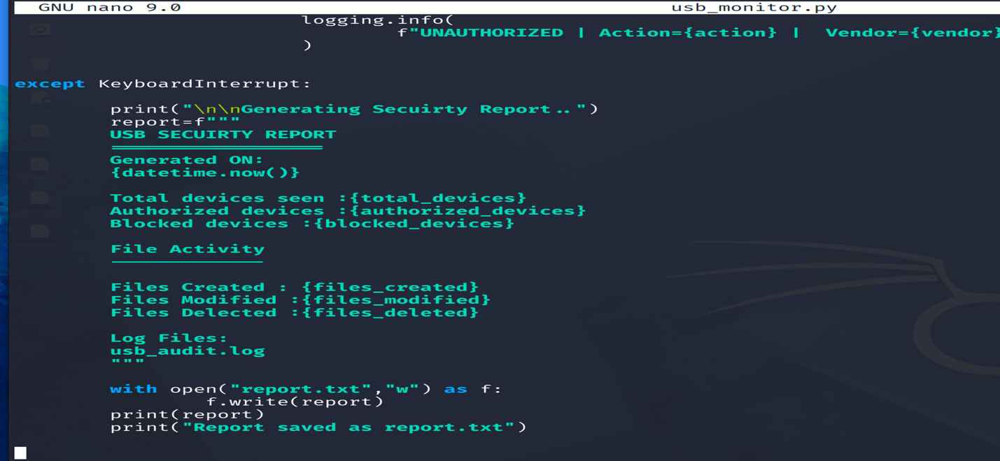 GNU nano 9.0 usb_monitor.py
logging.info(
f"UNAUTHORIZED | Action={action} | Vendor={vendor}
)
except KeyboardInterrupt:
print("\n\nGenerating Secuirty Report..")
report=f"""
USB SECUIRTY REPORT
==================
Generated ON:
{datetime.now()}
Total devices seen :{total_devices}
Authorized devices :{authorized_devices}
Blocked devices :{blocked_devices}
File Activity
-------------
Files Created : {files_created}
Files Modified :{files_modified}
Files Delected :{files_deleted}
Log Files:
usb_audit.log
"""
with open("report.txt","w") as f:
f.write(report)
print(report)
print("Report saved as report.txt")